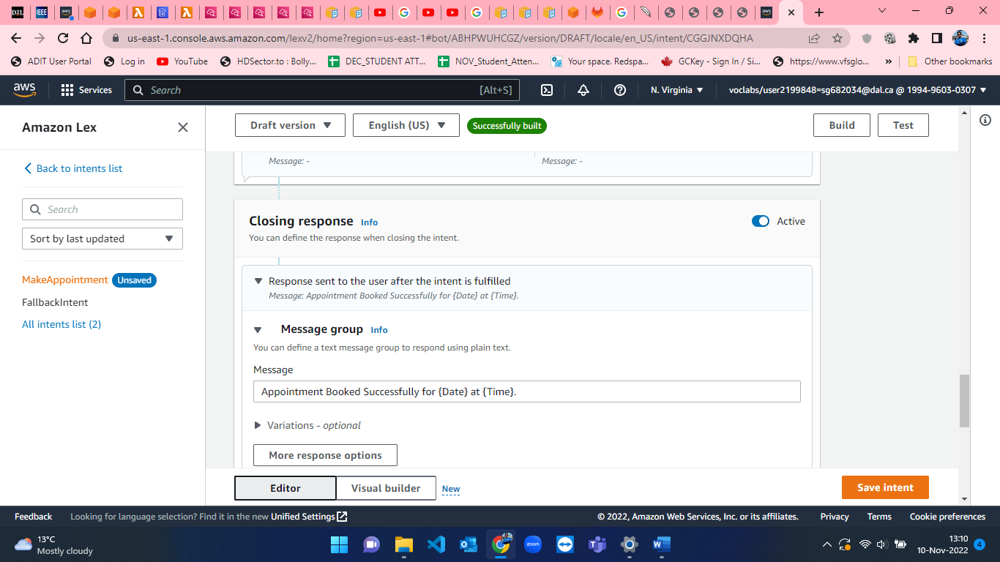 D2L
IEEE
aws
us-east-1.console.aws.amazon.com/lexv2/home?region=us-east-1#bot/ABHPWUHCGZ/version/DRAFT/locale/en_US/intent/CGGJNXDQHA
ADIT User Portal
Log in
YouTube
HDSector.to : Bolly...
DEC_STUDENT ATT...
NOV_Student_Atten...
Your space. Redspa...
GCKey - Sign In / Si...
https://www.vfsglo...
»
Other bookmarks
aws
Services
Search
[Alt+S]
N. Virginia
voclabs/user2199848=sg682034@dal.ca @ 1994-9603-0307
Amazon Lex
Draft version
English (US)
Successfully built
Build
Test
Back to intents list
Search
Sort by last updated
MakeAppointment Unsaved
FallbackIntent
All intents list (2)
Message: -
Message: -
Closing response Info
Active
You can define the response when closing the intent.
Response sent to the user after the intent is fulfilled
Message: Appointment Booked Successfully for {Date} at {Time}.
Message group Info
You can define a text message group to respond using plain text.
Message
Appointment Booked Successfully for {Date} at {Time}.
Variations - optional
More response options
Editor
Visual builder
New
Save intent
Feedback
Looking for language selection? Find it in the new Unified Settings
© 2022, Amazon Web Services, Inc. or its affiliates.
Privacy
Terms
Cookie preferences
13°C
Mostly cloudy
zoom
13:10
10-Nov-2022
4